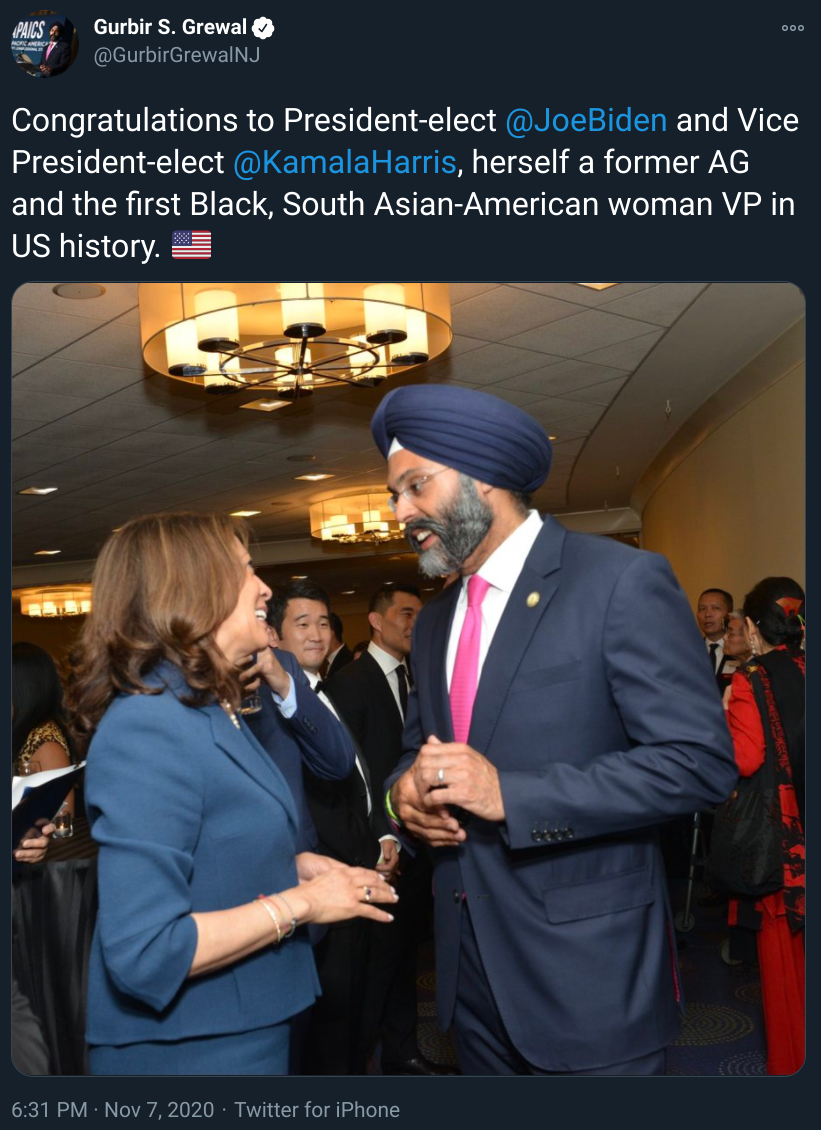 Gurbir S. Grewal
@GurbirGrewalNJ
Congratulations to President-elect @JoeBiden and Vice
President-elect @KamalaHarris, herself a former AG
and the first Black, South Asian-American woman VP in
US history. 🇺🇸
6:31 PM · Nov 7, 2020 · Twitter for iPhone